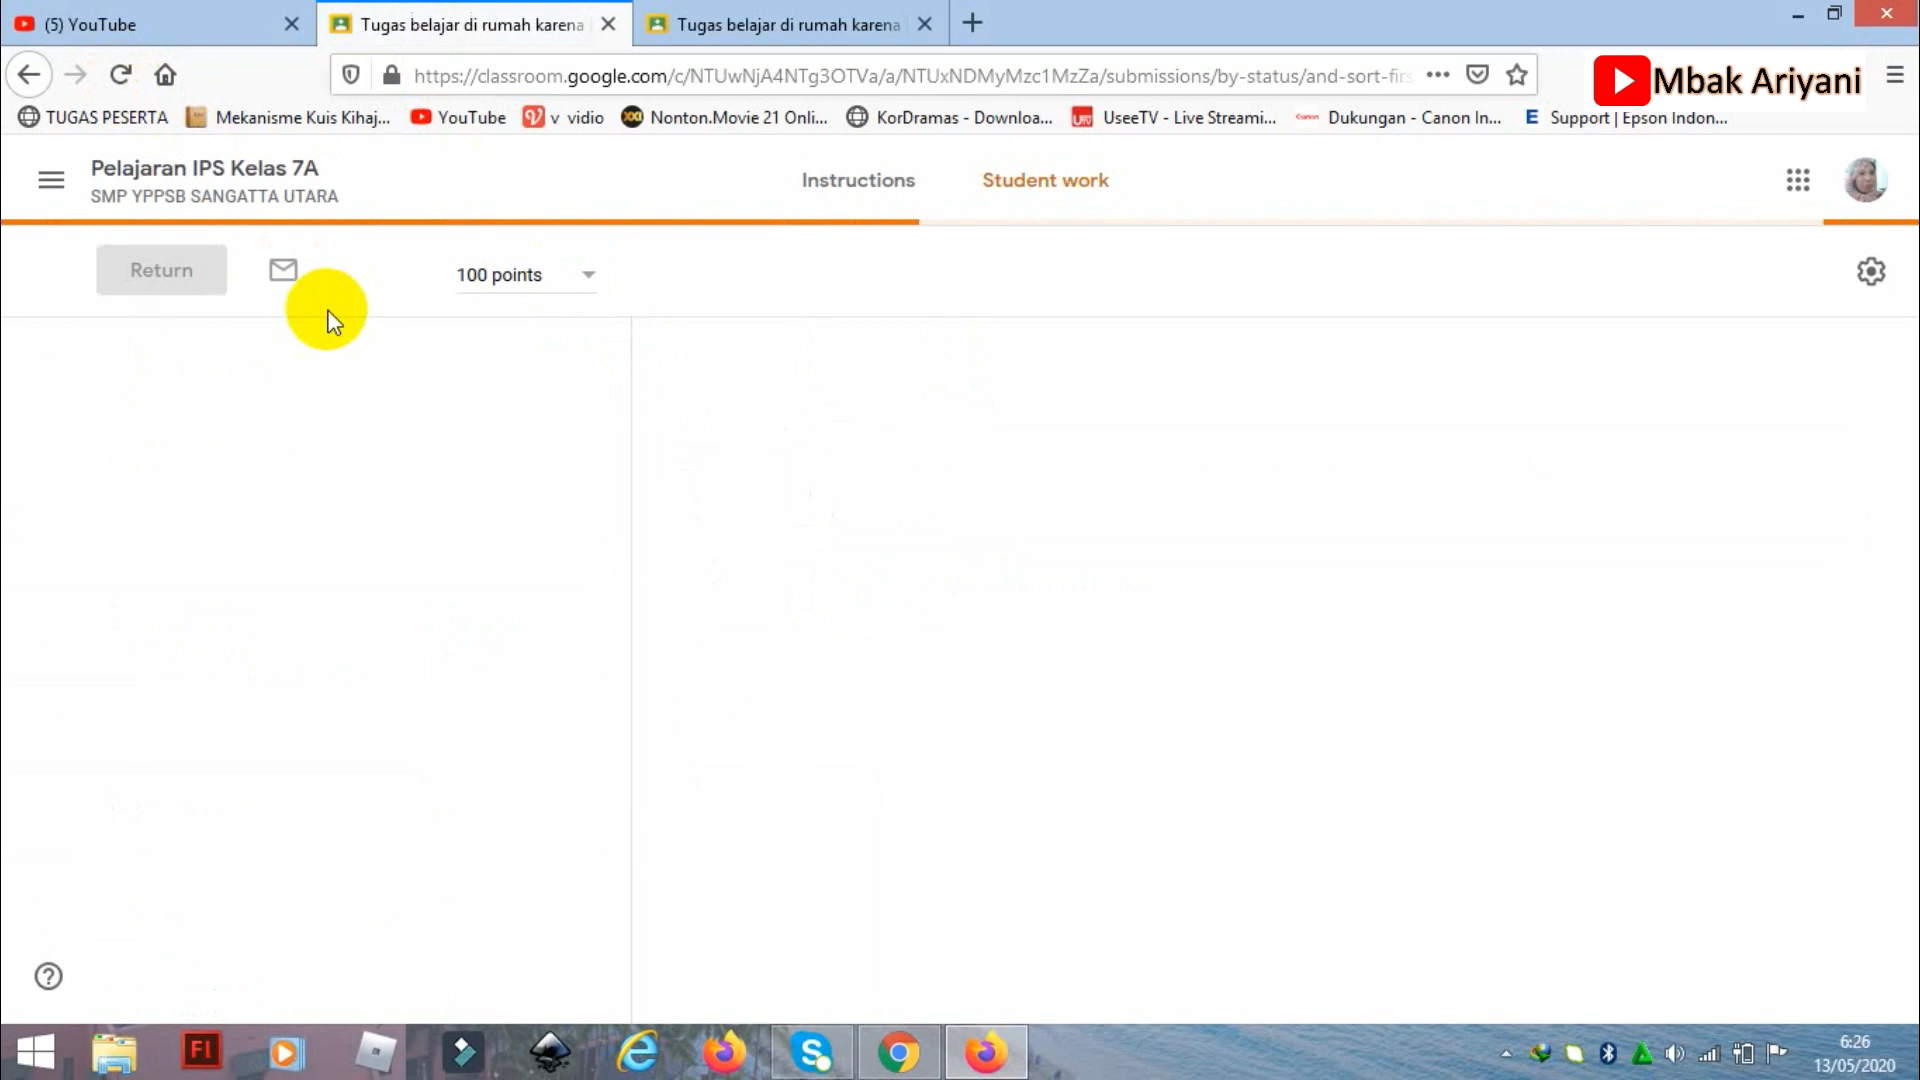 (5) YouTube
Tugas belajar di rumah karena
Tugas belajar di rumah karena
https://classroom.google.com/c/NTUwNjA4NTg3OTVa/a/NTUxNDMyMzc1MzZa/submissions/by-status/and-sort-firs
Mbak Ariyani
TUGAS PESERTA
Mekanisme Kuis Kihaj...
YouTube
v vidio
Nonton.Movie 21 Onli...
KorDramas - Downloa...
UseeTV - Live Streami...
Dukungan - Canon In...
Support | Epson Indon...
Pelajaran IPS Kelas 7A
SMP YPPSB SANGATTA UTARA
Instructions
Student work
Return
100 points
6:26
13/05/2020